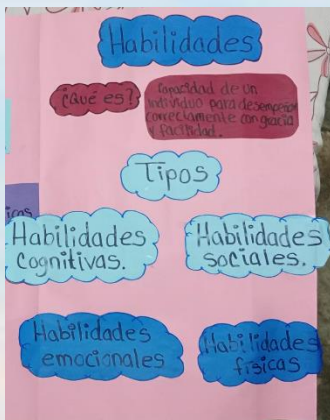 Habilidades
¿Qué es?
Capacidad de un
individuo para desempeñar
correctamente con gracia
y facilidad.
Tipos
Habilidades
cognitivas.
Habilidades
sociales.
Habilidades
emocionales
Habilidades
físicas